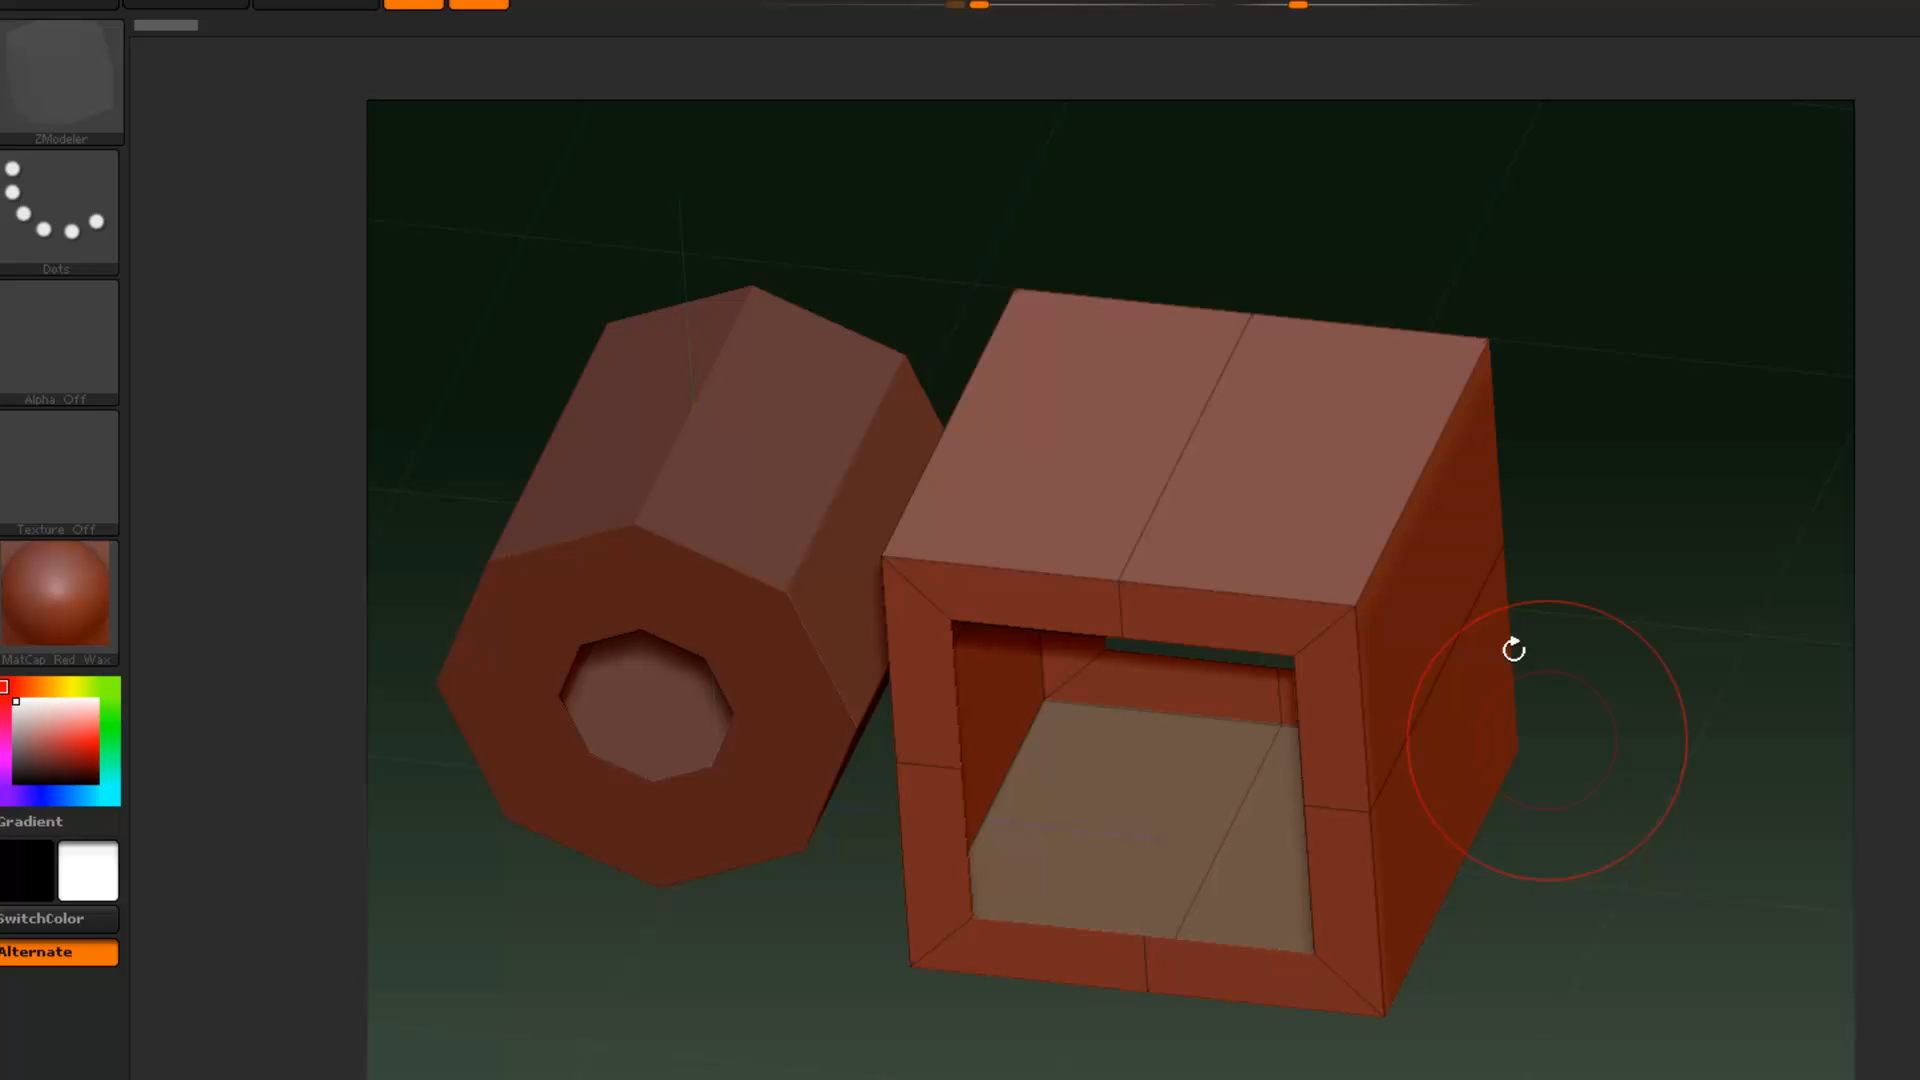 ZModeler
Dots
Alpha Off
Texture Off
MatCap Red Wax
Gradient
SwitchColor
Alternate